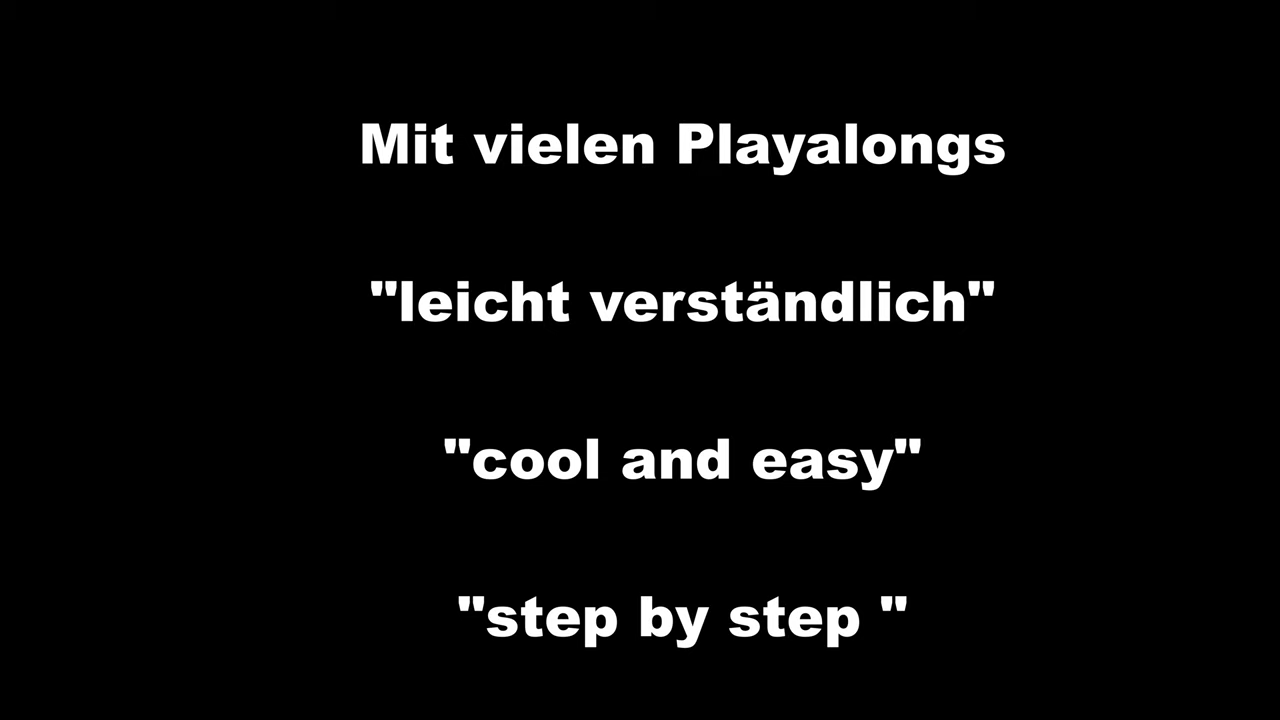 Mit vielen Playalongs
"leicht verständlich"
"cool and easy"
"step by step "